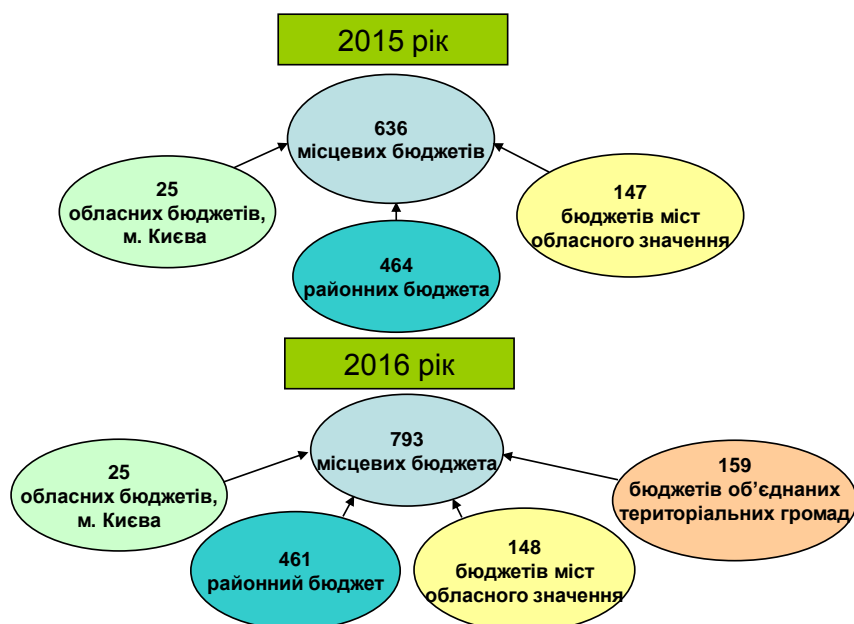 2015 рік
636
місцевих бюджетів
25
обласних бюджетів,
м. Києва
147
бюджетів міст
обласного значення
464
районних бюджета
2016 рік
793
місцевих бюджета
25
обласних бюджетів,
м. Києва
461
районний бюджет
148
бюджетів міст
обласного значення
159
бюджетів об’єднаних
територіальних громад